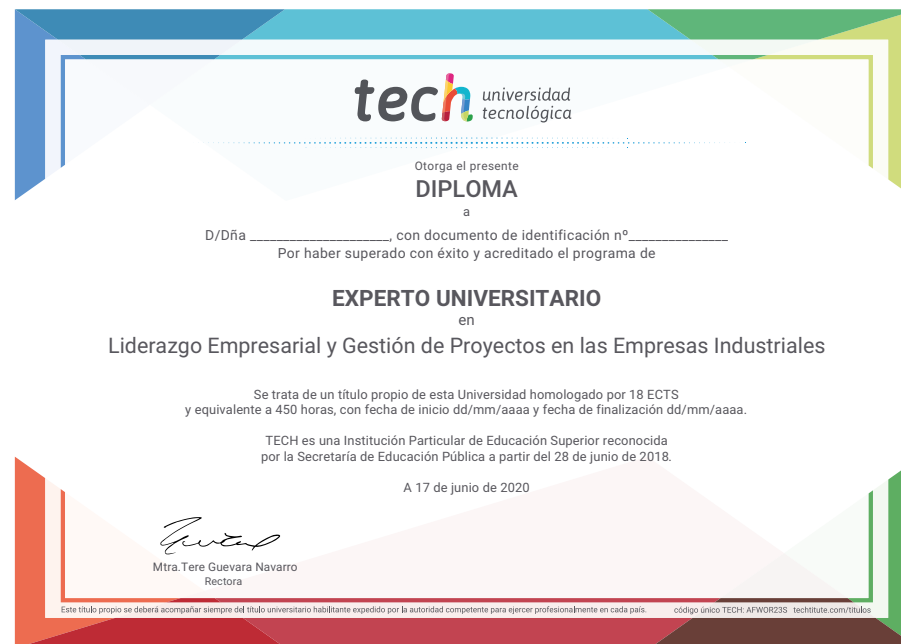 tech universidad
tecnológica
Otorga el presente
DIPLOMA
a
D/Dña ______________________, con documento de identificación nº_______________
Por haber superado con éxito y acreditado el programa de
EXPERTO UNIVERSITARIO
en
Liderazgo Empresarial y Gestión de Proyectos en las Empresas Industriales
Se trata de un título propio de esta Universidad homologado por 18 ECTS
y equivalente a 450 horas, con fecha de inicio dd/mm/aaaa y fecha de finalización dd/mm/aaaa.
TECH es una Institución Particular de Educación Superior reconocida
por la Secretaría de Educación Pública a partir del 28 de junio de 2018.
A 17 de junio de 2020
Mtra.Tere Guevara Navarro
Rectora
Este título propio se deberá acompañar siempre del título universitario habilitante expedido por la autoridad competente para ejercer profesionalmente en cada país. código único TECH: AFWOR23S techtitute.com/titulos